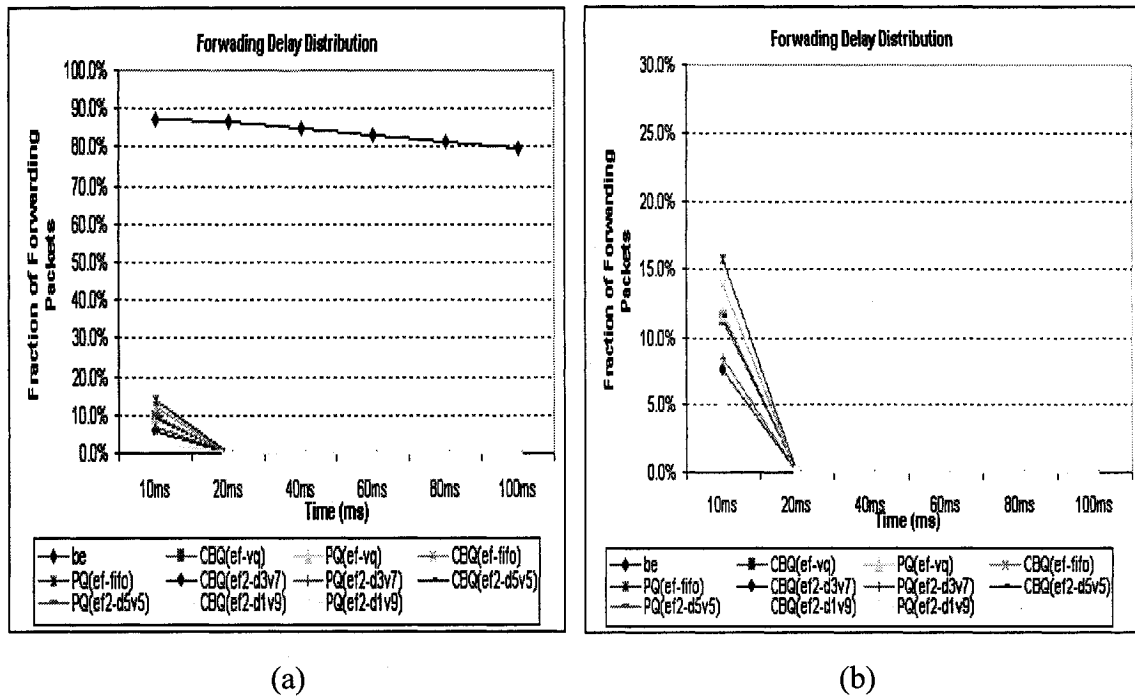 Forwading Delay Distribution
100.0%
90.0%
80.0%
70.0%
60.0%
50.0%
40.0%
30.0%
20.0%
10.0%
0.0%
Fraction of Forwarding
Packets
10ms 20ms 40ms 60ms 80ms 100ms
Time (ms)
be CBQ(ef-vq) PQ(ef-vq) CBQ(ef-fifo)
PQ(ef-fifo) CBQ(ef2-d3v7) PQ(ef2-d3v7) CBQ(ef2-d5v5)
PQ(ef2-d5v5) CBQ(ef2-d1v9) PQ(ef2-d1v9)
(a)
Forwading Delay Distribution
30.0%
25.0%
20.0%
15.0%
10.0%
5.0%
0.0%
Fraction of Forwarding
Packets
10ms 20ms 40ms 60ms 80ms 100ms
Time (ms)
be CBQ(ef-vq) PQ(ef-vq) CBQ(ef-fifo)
PQ(ef-fifo) CBQ(ef2-d3v7) PQ(ef2-d3v7) CBQ(ef2-d5v5)
PQ(ef2-d5v5) CBQ(ef2-d1v9) PQ(ef2-d1v9)
(b)